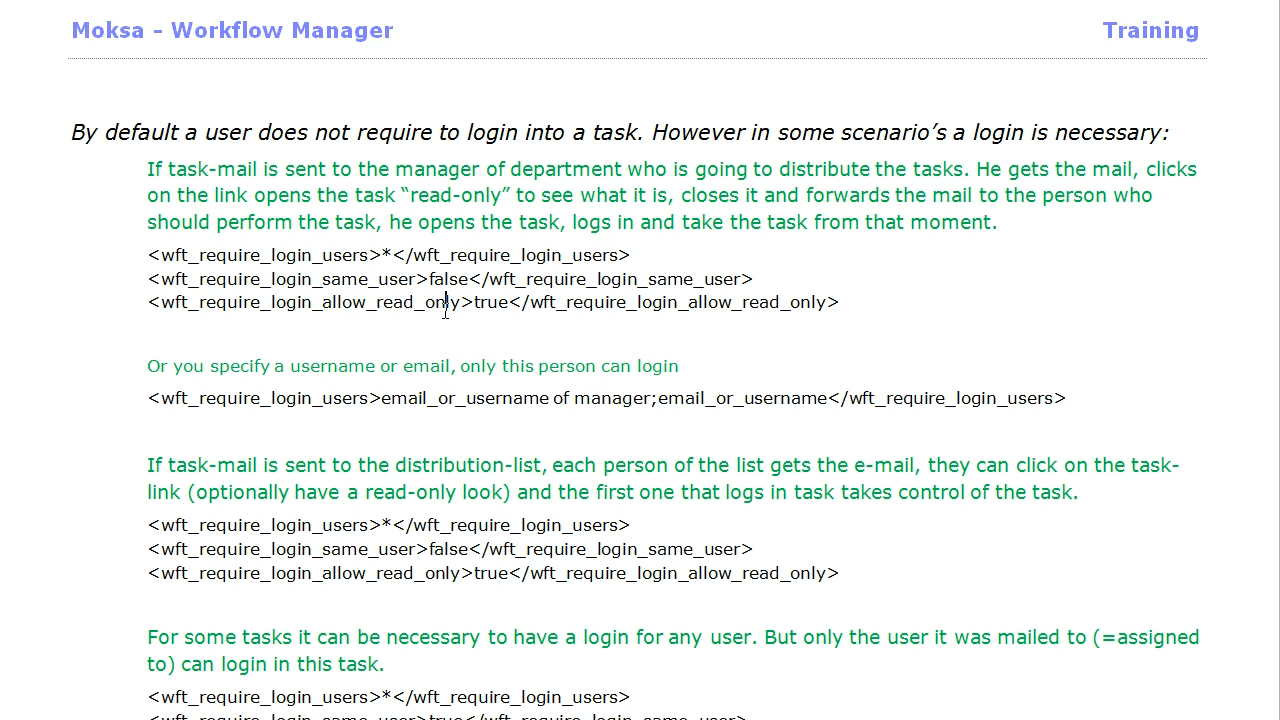 Moksa - Workflow Manager Training
By default a user does not require to login into a task. However in some scenario’s a login is necessary:
If task-mail is sent to the manager of department who is going to distribute the tasks. He gets the mail, clicks
on the link opens the task “read-only” to see what it is, closes it and forwards the mail to the person who
should perform the task, he opens the task, logs in and take the task from that moment.
<wft_require_login_users>*</wft_require_login_users>
<wft_require_login_same_user>false</wft_require_login_same_user>
<wft_require_login_allow_read_only>true</wft_require_login_allow_read_only>
Or you specify a username or email, only this person can login
<wft_require_login_users>email_or_username of manager;email_or_username</wft_require_login_users>
If task-mail is sent to the distribution-list, each person of the list gets the e-mail, they can click on the task-
link (optionally have a read-only look) and the first one that logs in task takes control of the task.
<wft_require_login_users>*</wft_require_login_users>
<wft_require_login_same_user>false</wft_require_login_same_user>
<wft_require_login_allow_read_only>true</wft_require_login_allow_read_only>
For some tasks it can be necessary to have a login for any user. But only the user it was mailed to (=assigned
to) can login in this task.
<wft_require_login_users>*</wft_require_login_users>
<wft_require_login_same_user>true</wft_require_login_same_user>